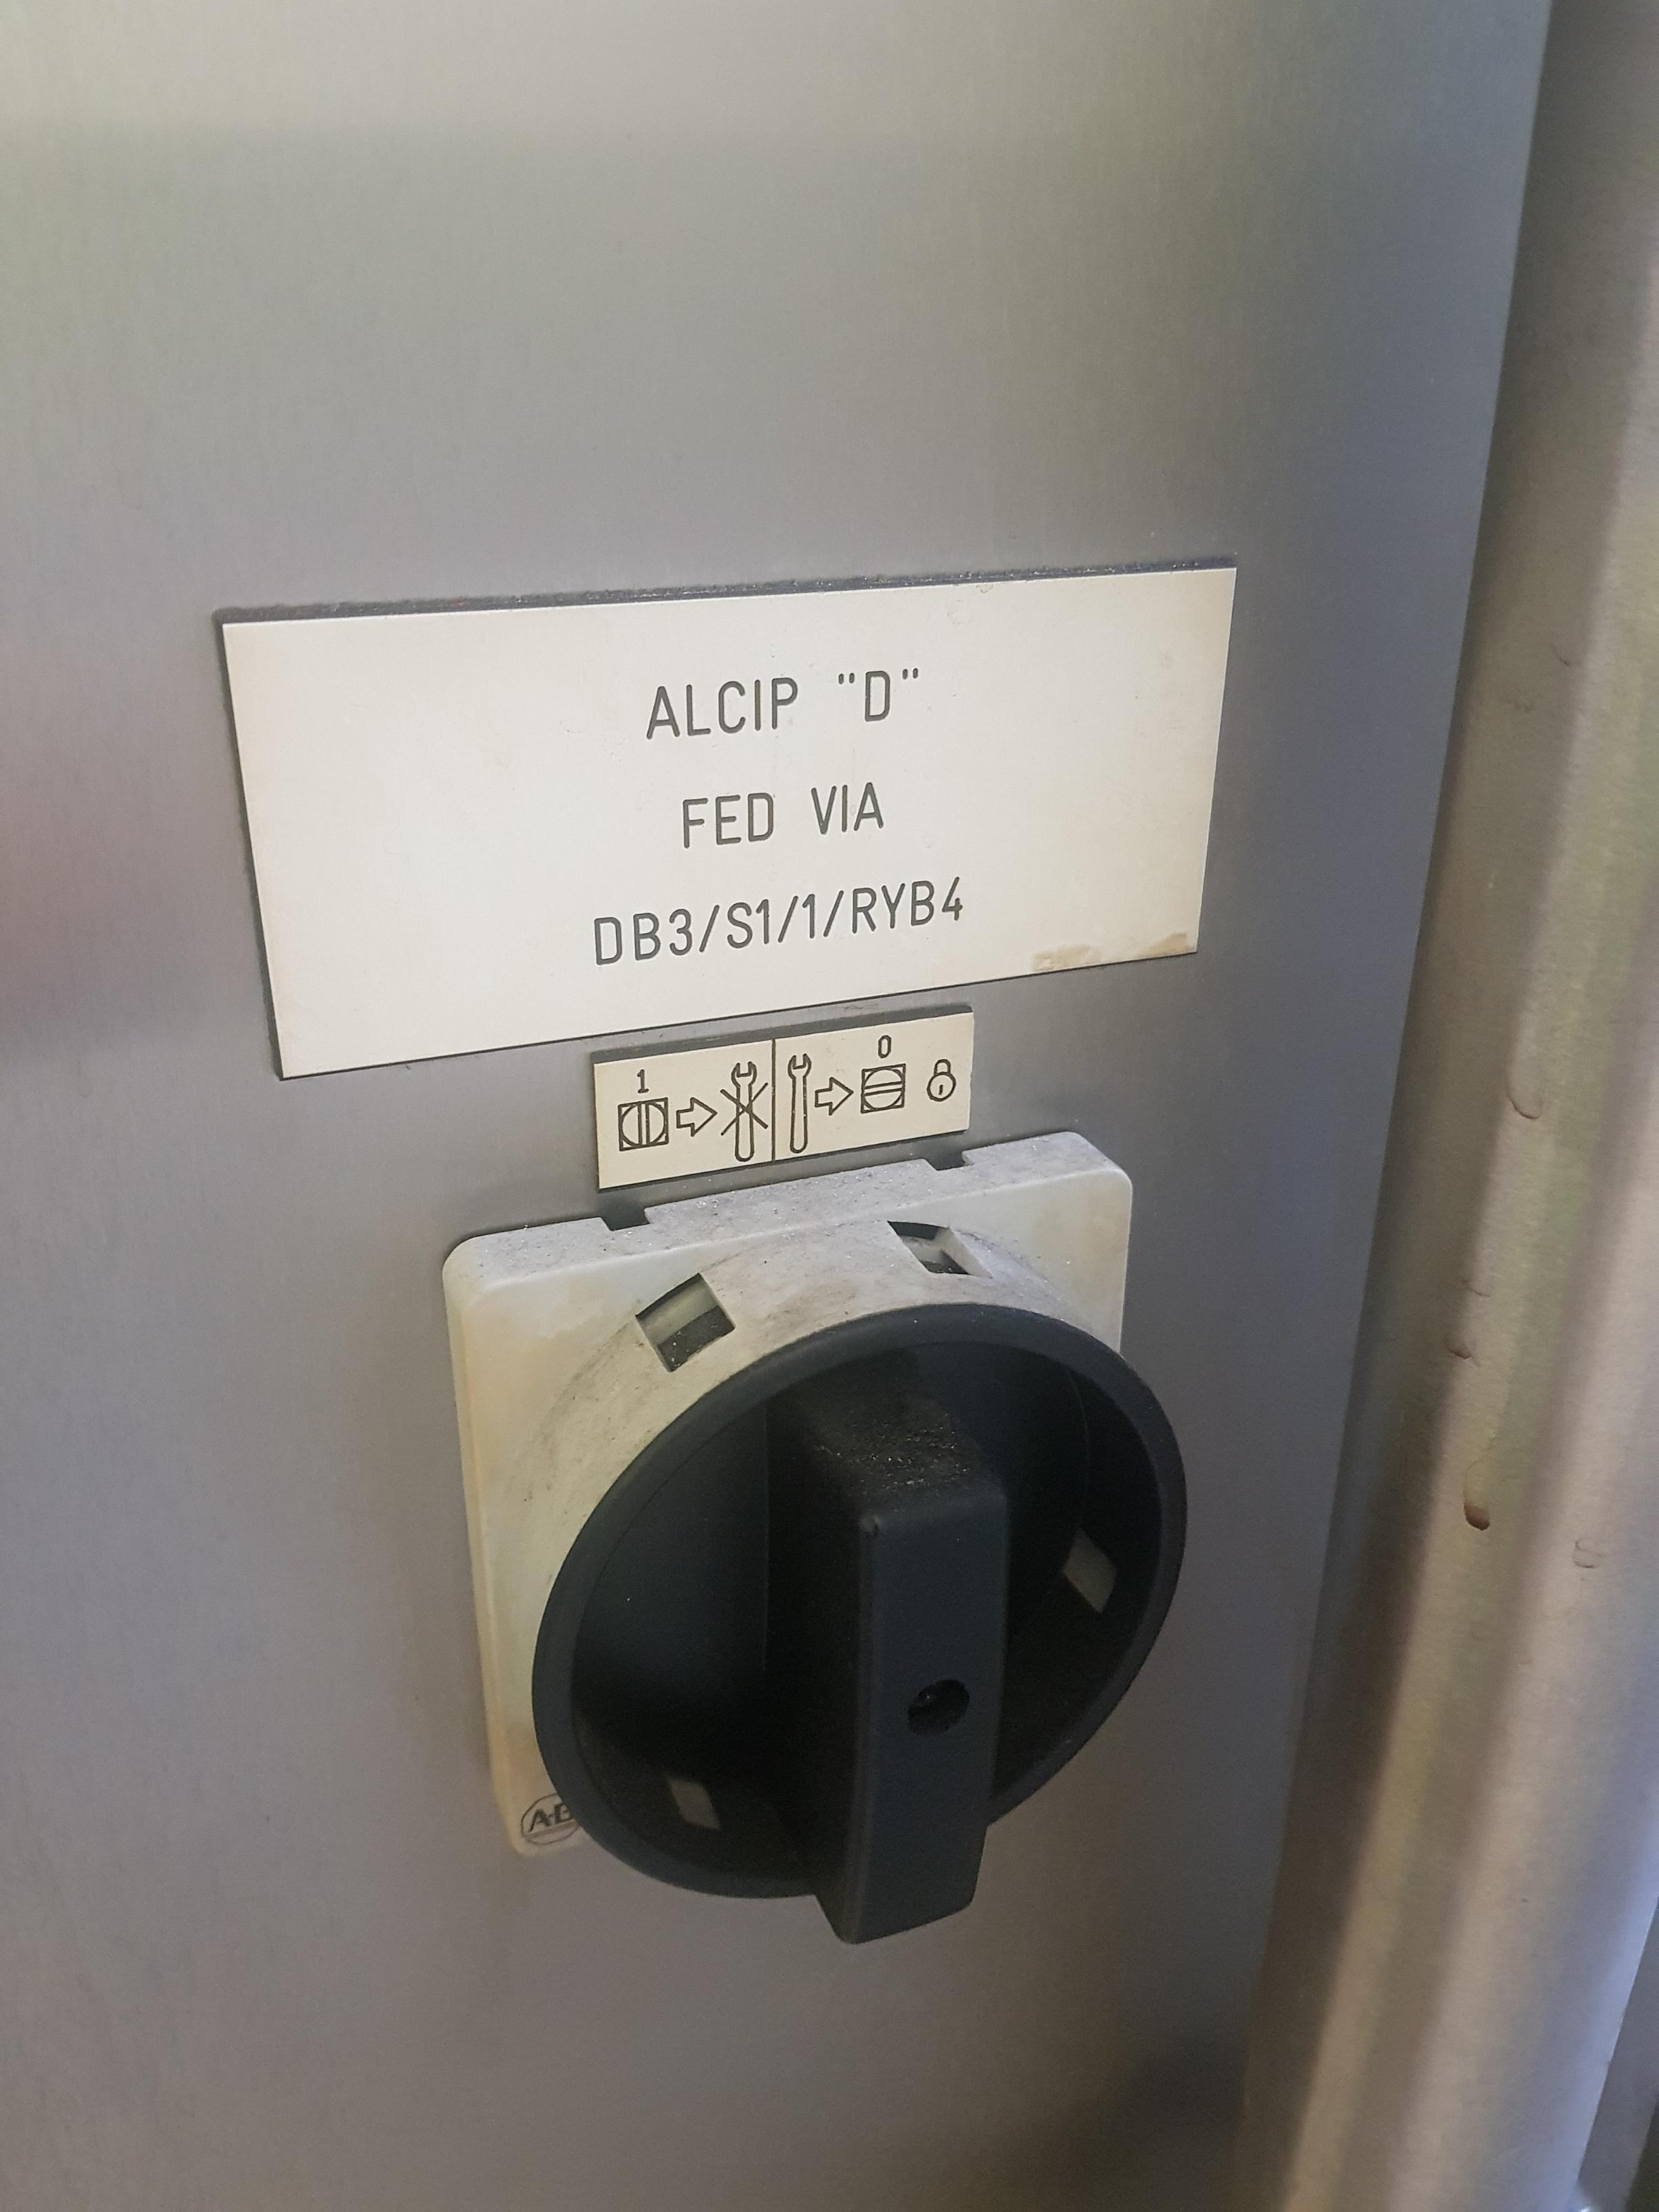 ALCIP "D"
FED VIA
DB3/S1/1/RYB4
1 0
A-B